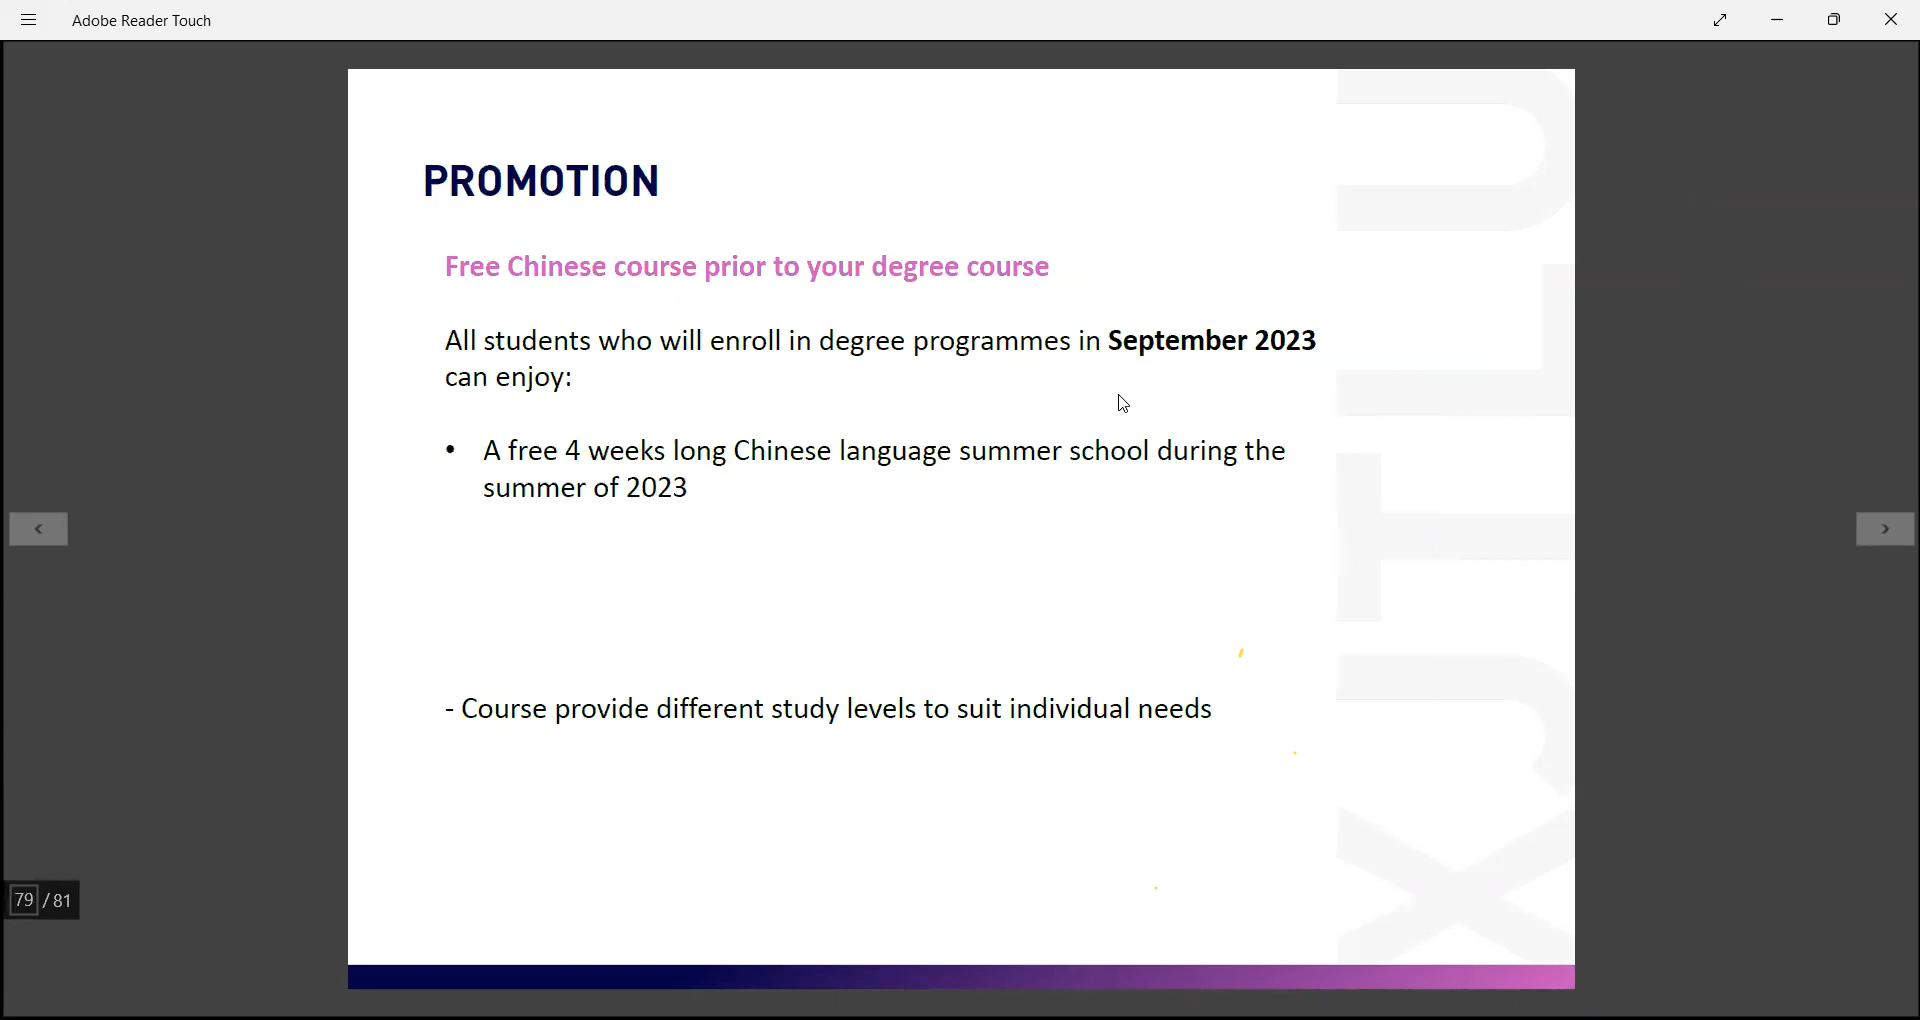 Adobe Reader Touch
PROMOTION
Free Chinese course prior to your degree course
All students who will enroll in degree programmes in September 2023
can enjoy:
• A free 4 weeks long Chinese language summer school during the
summer of 2023
- Course provide different study levels to suit individual needs
79 / 81
XJTLU